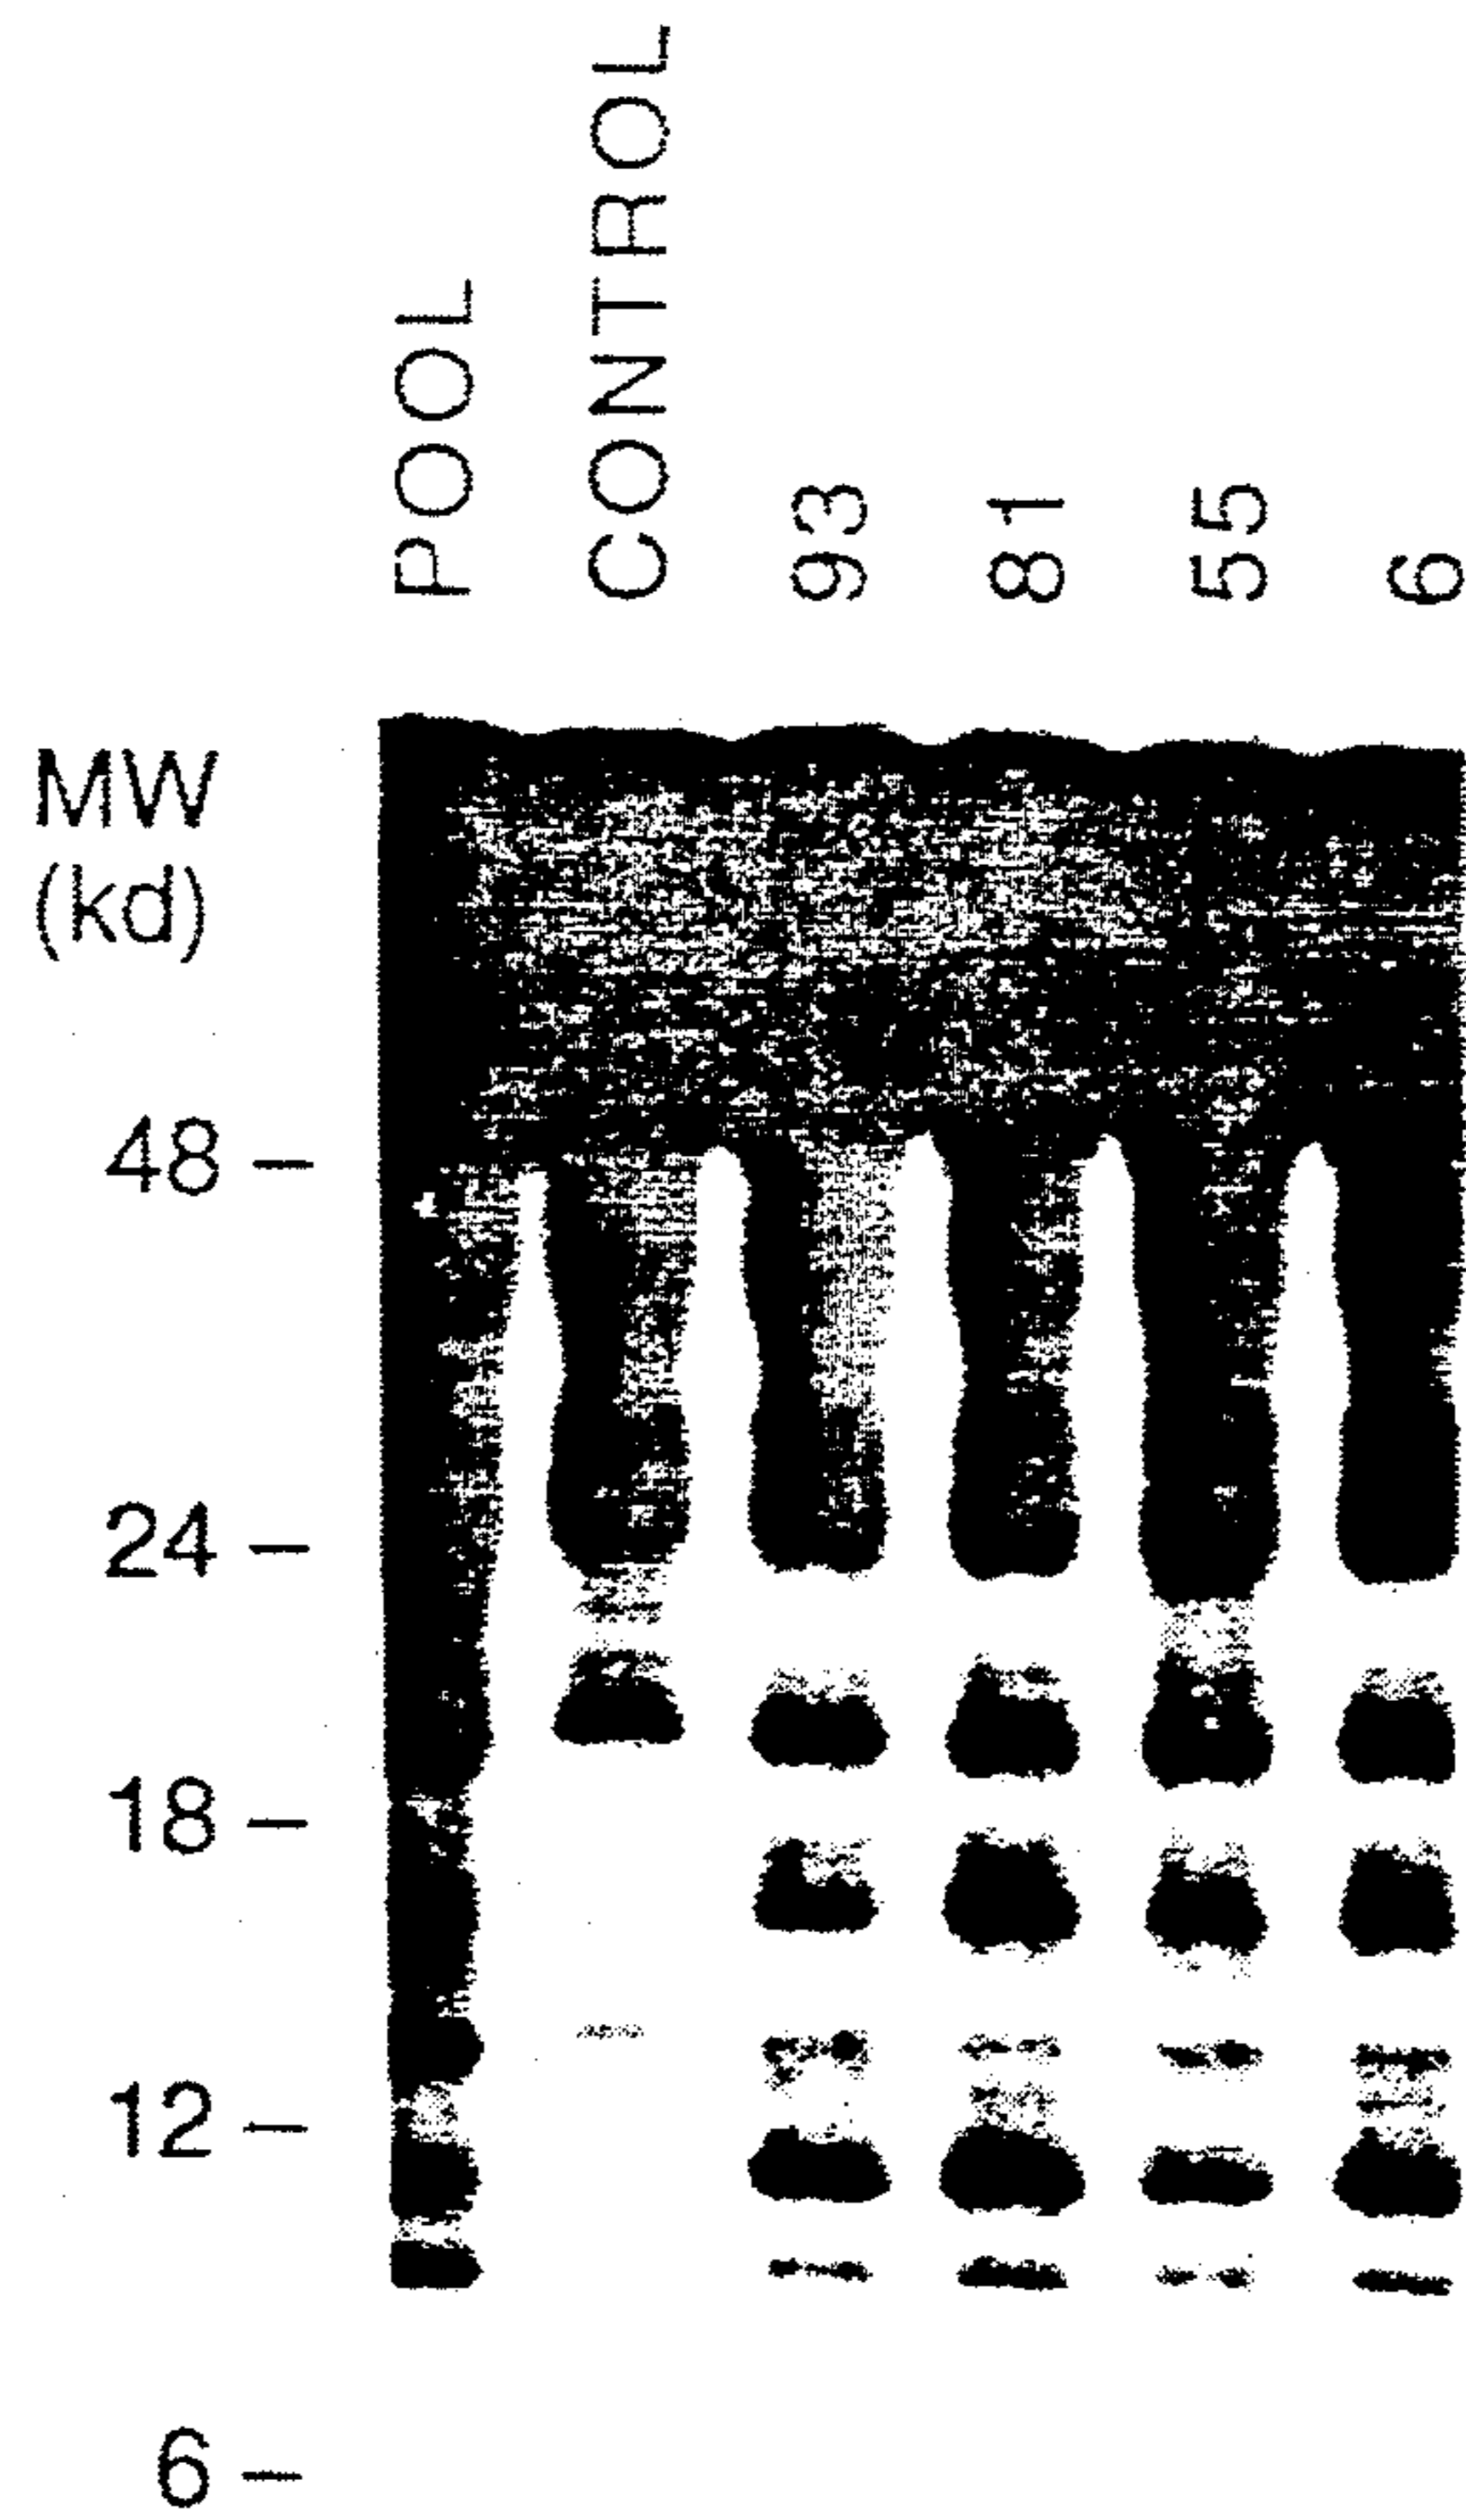 POOL
CONTROL
93
81
55
6
MW
(kd)
48 –
24 –
18 –
12 –
6 –